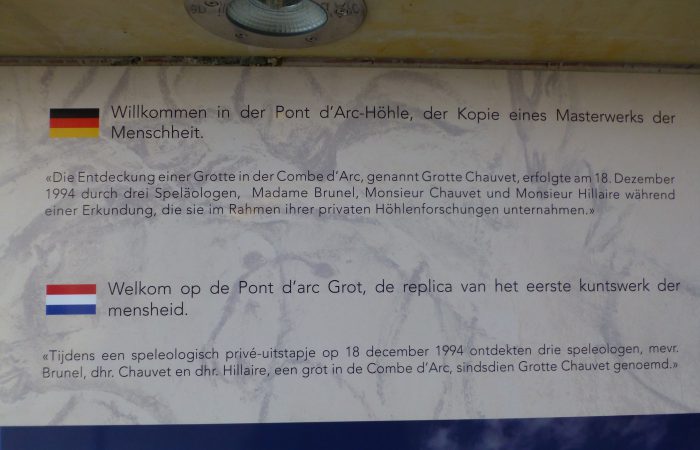 Willkommen in der Pont d'Arc-Höhle, der Kopie eines Masterwerks der
Menschheit.
«Die Entdeckung einer Grotte in der Combe d'Arc, genannt Grotte Chauvet, erfolgte am 18. Dezember
1994 durch drei Speläologen, Madame Brunel, Monsieur Chauvet und Monsieur Hillaire während
einer Erkundung, die sie im Rahmen ihrer privaten Höhlenforschungen unternahmen.»
Welkom op de Pont d'arc Grot, de replica van het eerste kuntswerk der
mensheid.
«Tijdens een speleologisch privé-uitstapje op 18 december 1994 ontdekten drie speleologen, mevr.
Brunel, dhr. Chauvet en dhr. Hillaire, een grot in de Combe d'Arc, sindsdien Grotte Chauvet genoemd.»